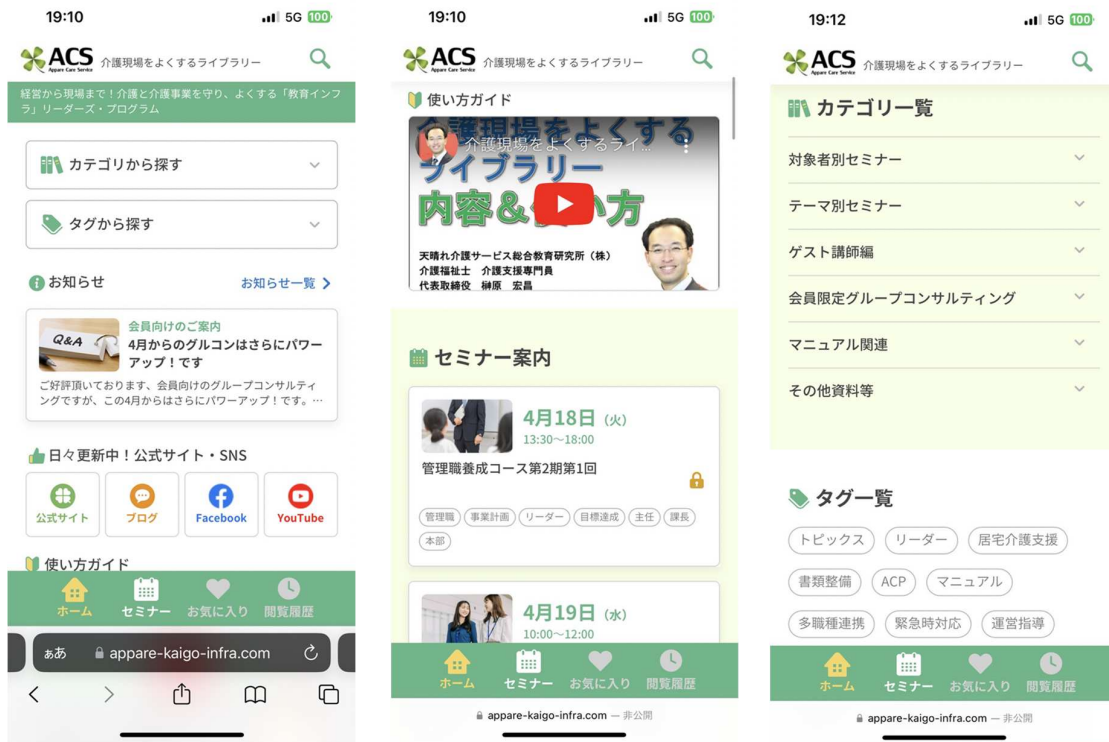 19:10
5G 100
ACS
Appare Care Service
介護現場をよくするライブラリー
経営から現場まで！介護と介護事業を守り、よくする「教育インフ
ラ」リーダーズ・プログラム
カテゴリから探す
タグから探す
お知らせ
お知らせ一覧
Q&A
会員向けのご案内
4月からのグルコンはさらにパワー
アップ！です
ご好評頂いております、会員向けのグループコンサルティ
ングですが、この4月からはさらにパワーアップ！です。…
日々更新中！公式サイト・SNS
公式サイト
ブログ
Facebook
YouTube
使い方ガイド
ホーム
セミナー
お気に入り
閲覧履歴
ぁあ
appare-kaigo-infra.com
19:10
5G 100
ACS
Appare Care Service
介護現場をよくするライブラリー
使い方ガイド
介護現場をよくする
介護現場をよくするライ...
ライブラリー
内容&使い方
天晴れ介護サービス総合教育研究所（株）
介護福祉士　介護支援専門員
代表取締役　榊原　宏昌
セミナー案内
4月18日（火）
13:30～18:00
管理職養成コース第2期第1回
管理職
事業計画
リーダー
目標達成
主任
課長
本部
4月19日（水）
10:00～12:00
ホーム
セミナー
お気に入り
閲覧履歴
appare-kaigo-infra.com — 非公開
19:12
5G 100
ACS
Appare Care Service
介護現場をよくするライブラリー
カテゴリ一覧
対象者別セミナー
テーマ別セミナー
ゲスト講師編
会員限定グループコンサルティング
マニュアル関連
その他資料等
タグ一覧
トピックス
リーダー
居宅介護支援
書類整備
ACP
マニュアル
多職種連携
緊急時対応
運営指導
ホーム
セミナー
お気に入り
閲覧履歴
appare-kaigo-infra.com — 非公開